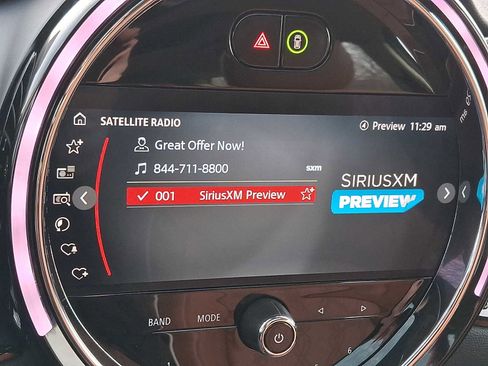 SATELLITE RADIO
Preview 11:29 am
Great Offer Now!
844-711-8800
sxm
001 SiriusXM Preview
SIRIUSXM
PREVIEW
BAND
MODE